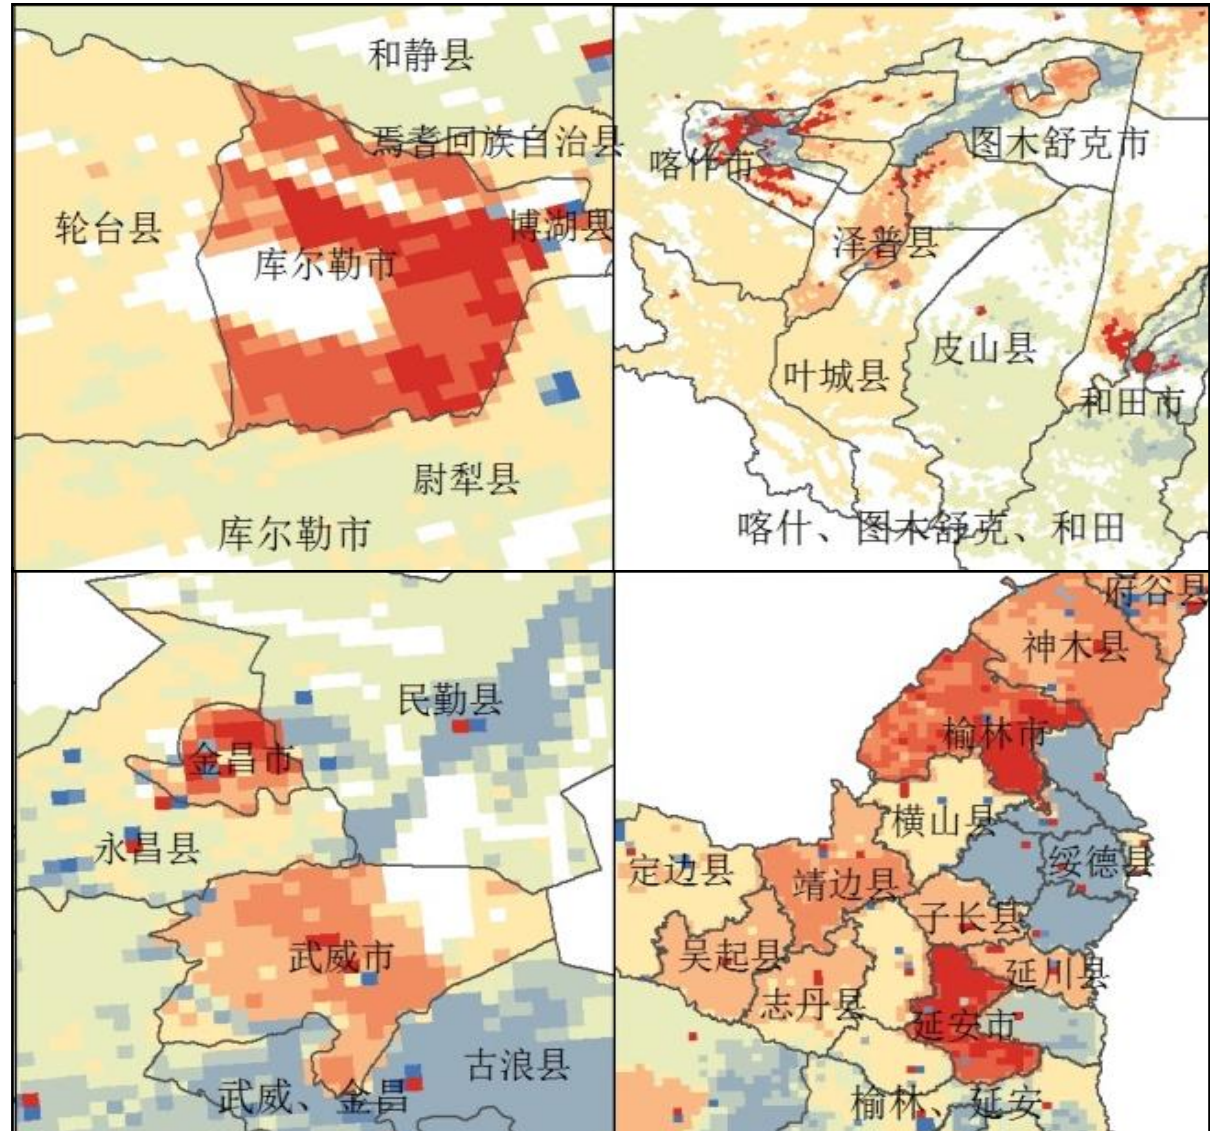 和静县
焉耆回族自治县
轮台县
博湖县
库尔勒市
尉犁县
库尔勒市
图木舒克市
喀什市
泽普县
皮山县
叶城县
和田市
喀什、图木舒克、和田
民勤县
金昌市
永昌县
武威市
古浪县
武威、金昌
府谷县
神木县
榆林市
横山县
定边县
靖边县
绥德县
子长县
吴起县
延川县
志丹县
延安市
榆林、延安